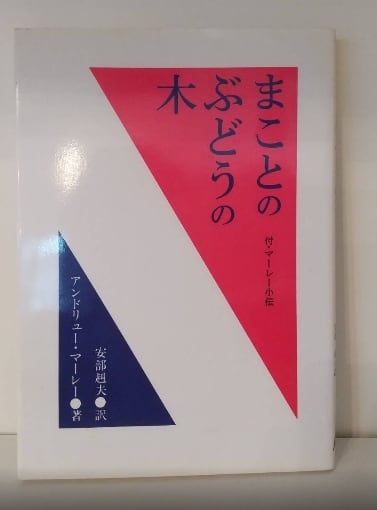 まことの
ぶどうの
木
付・マーレー小伝
アンドリュー・マーレー●著
安部赳夫●訳